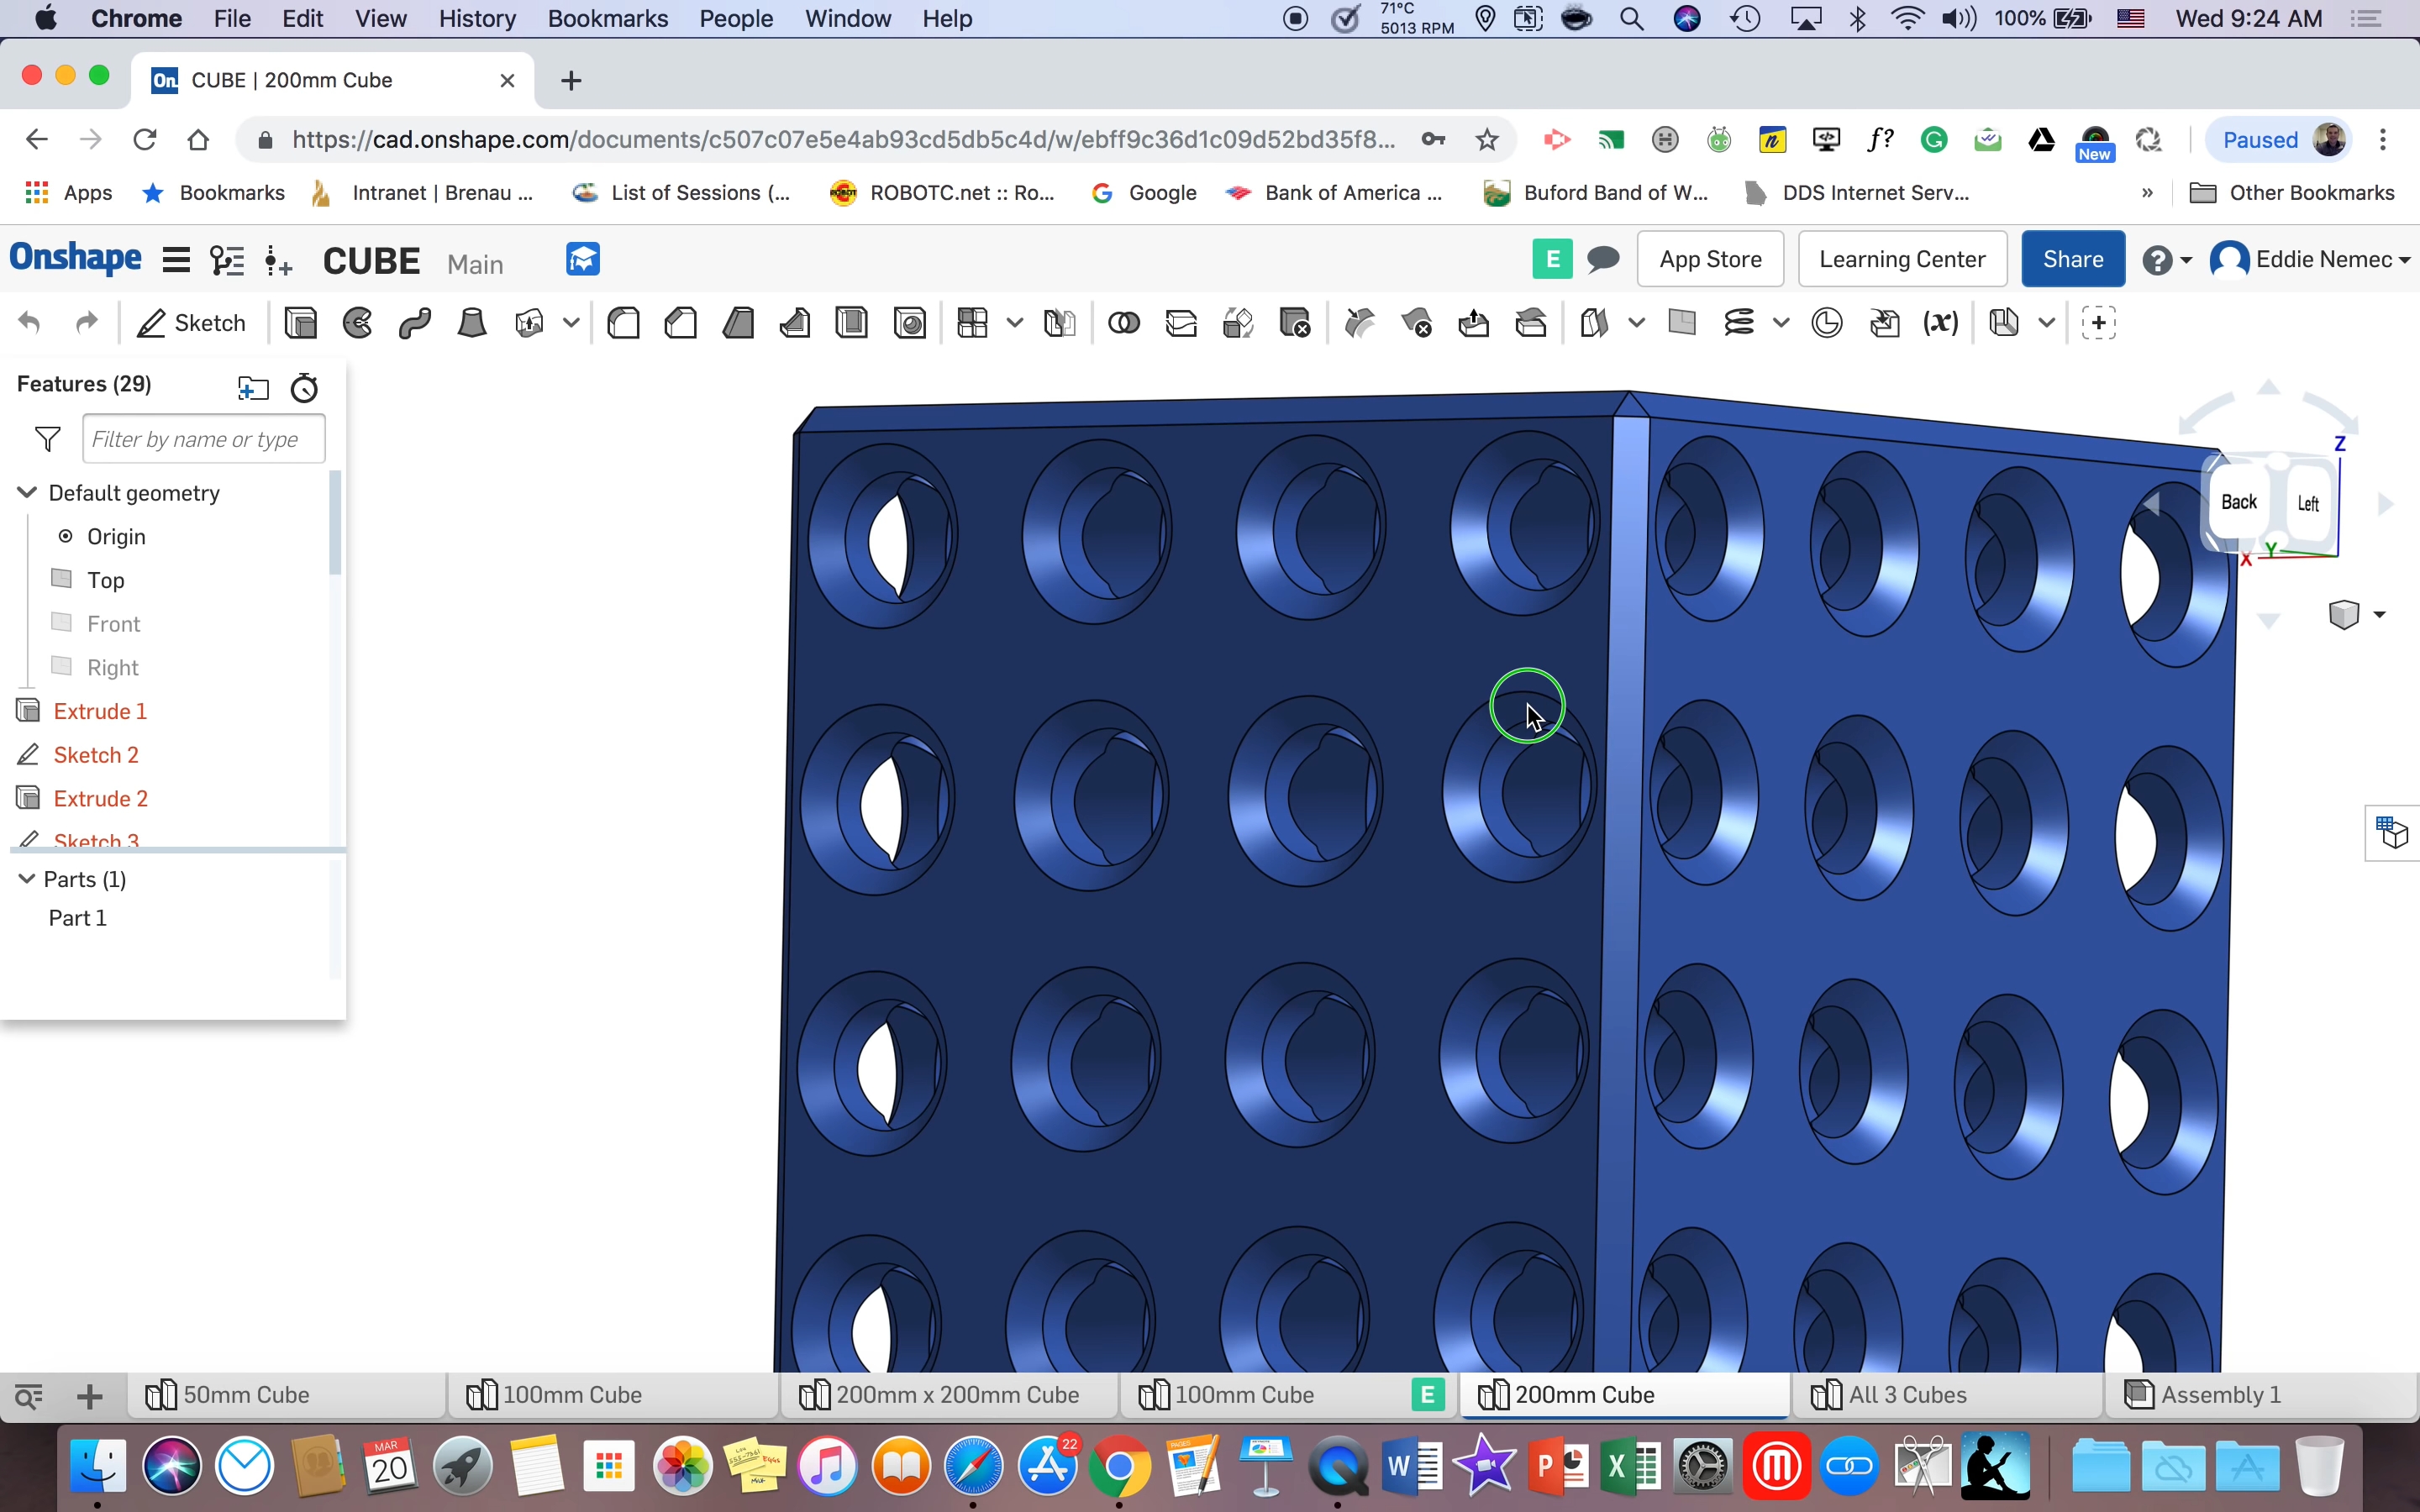 Chrome File Edit View History Bookmarks People Window Help 71°C 5013 RPM 100% Wed 9:24 AM
On CUBE | 200mm Cube
https://cad.onshape.com/documents/c507c07e5e4ab93cd5db5c4d/w/ebff9c36d1c09d52bd35f8... n f? G New Paused
Apps Bookmarks Intranet | Brenau ... List of Sessions (... ROBOTC.net :: Ro... Google Bank of America ... Buford Band of W... DDS Internet Serv... » Other Bookmarks
Onshape CUBE Main E App Store Learning Center Share Eddie Nemec
Sketch (x)
Features (29)
Filter by name or type
Default geometry
Origin
Top
Front
Right
Extrude 1
Sketch 2
Extrude 2
Sketch 3
Parts (1)
Part 1
Z
Back Left
X Y
50mm Cube 100mm Cube 200mm x 200mm Cube 100mm Cube E 200mm Cube All 3 Cubes Assembly 1
MAR 20 22 PAGES W P X